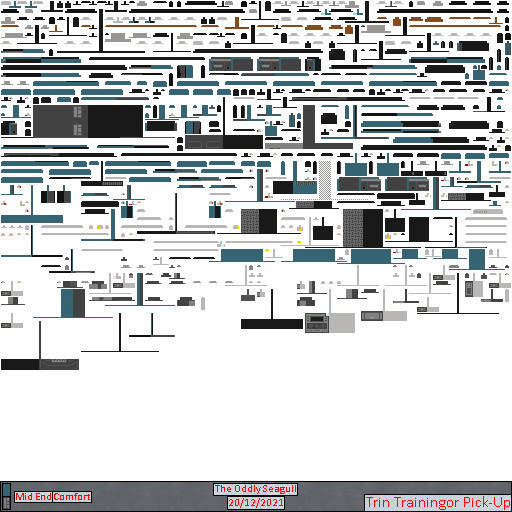 The Oddly Seagull
Mid End Comfort
20/12/2021
Trin Trainingor Pick-Up